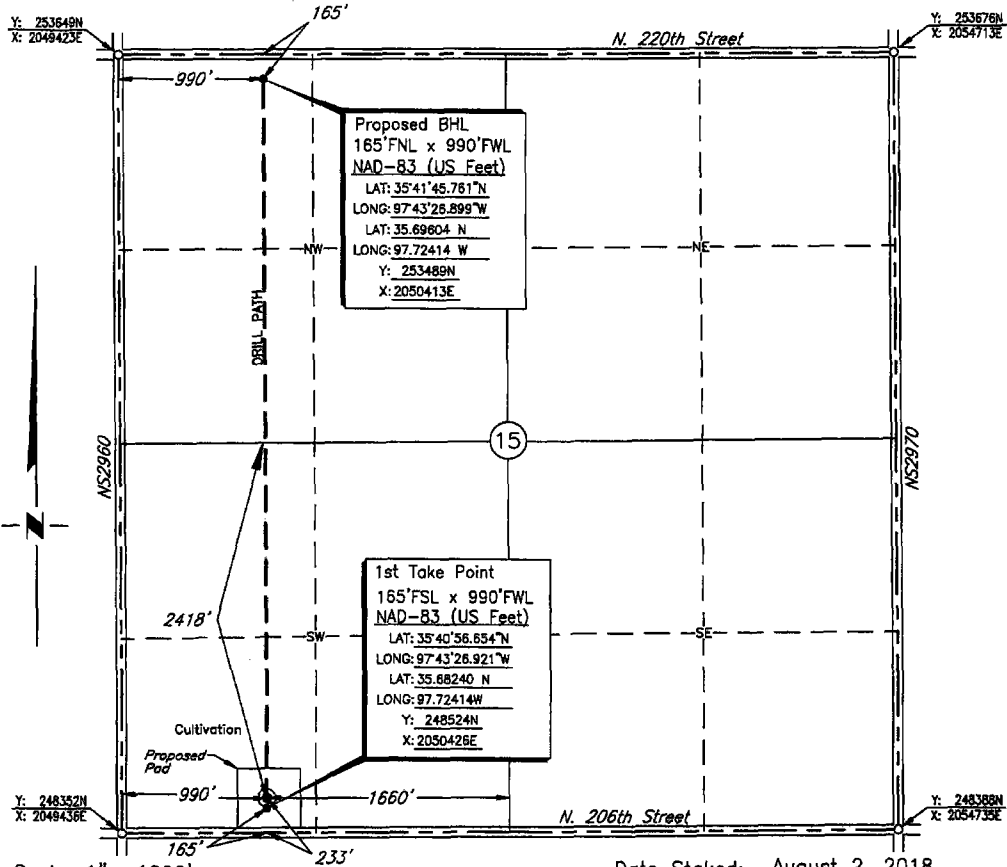 165'
Y: 253649N
X: 2049423E
Y: 253676N
X: 2054713E
N. 220th Street
990'
Proposed BHL
165'FNL x 990'FWL
NAD-83 (US Feet)
LAT: 35°41'45.761"N
LONG: 97°43'26.899"W
LAT: 35.69604 N
LONG: 97.72414 W
Y: 253489N
X: 2050413E
NW
NE
DRILL PATH
NS2960
15
NS2970
1st Take Point
165'FSL x 990'FWL
NAD-83 (US Feet)
LAT: 35°40'56.654"N
LONG: 97°43'26.921"W
LAT: 35.68240 N
LONG: 97.72414W
Y: 248524N
X: 2050426E
2418'
SW
SE
Cultivation
Proposed
Pad
990'
1660'
N. 206th Street
Y: 248352N
X: 2049436E
Y: 248388N
X: 2054735E
165'
233'
August 2, 2018